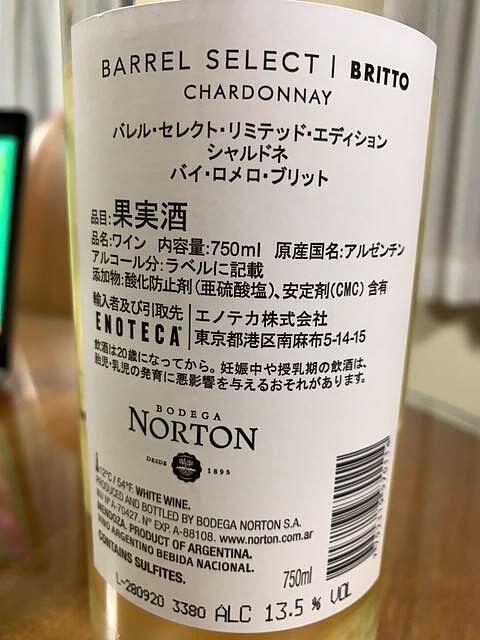 BARREL SELECT | BRITTO
CHARDONNAY
バレル・セレクト・リミテッド・エディション
シャルドネ
バイ・ロメロ・ブリット
品目:果実酒
品名:ワイン 内容量:750ml 原産国名:アルゼンチン
アルコール分:ラベルに記載
添加物:酸化防止剤(亜硫酸塩)、安定剤(CMC)含有
輸入者及び引取先
ENOTECA
エノテカ株式会社
東京都港区南麻布5-14-15
飲酒は20歳になってから。妊娠中や授乳期の飲酒は、
胎児・乳児の発育に悪影響を与えるおそれがあります。
BODEGA
NORTON
DESDE 1895
12°C / 54°F. WHITE WINE.
PRODUCED AND BOTTLED BY BODEGA NORTON S.A.
INV N° A-70427. N° EXP. A-88108. www.norton.com.ar
MENDOZA. PRODUCT OF ARGENTINA.
VINO ARGENTINO BEBIDA NACIONAL.
CONTAINS SULFITES.
750ml
L-280920 3380 ALC 13.5 % VOL